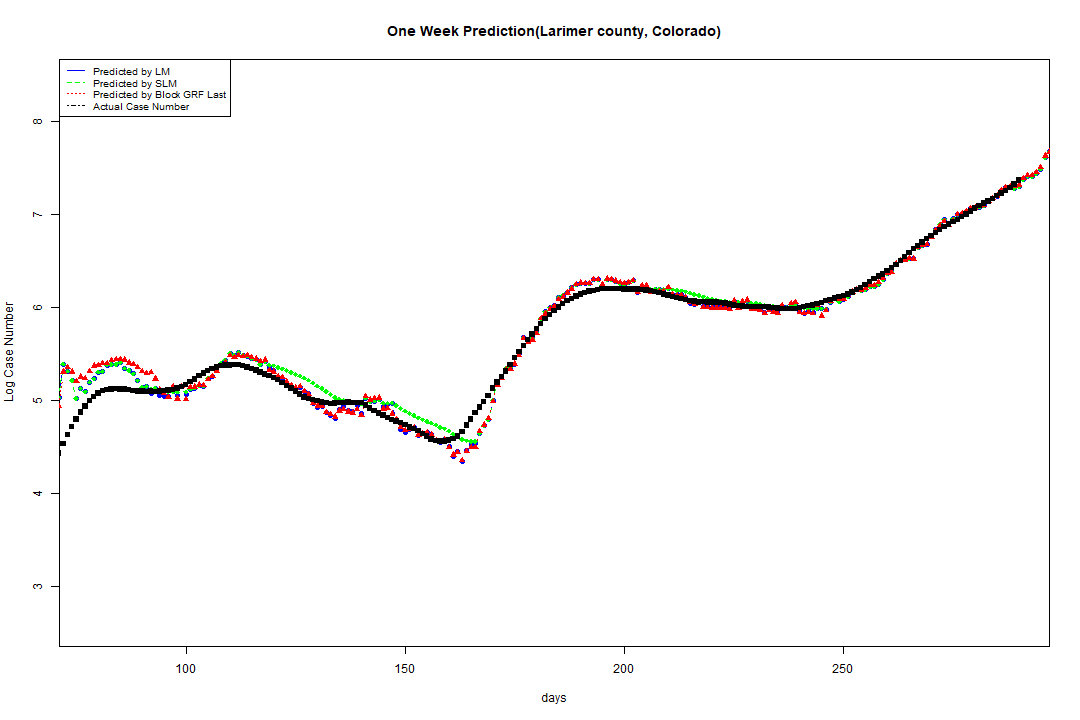 One Week Prediction(Larimer county, Colorado)
Predicted by LM
Predicted by SLM
Predicted by Block GRF Last
Actual Case Number
8
7
6
5
4
3
Log Case Number
100 150 200 250
days